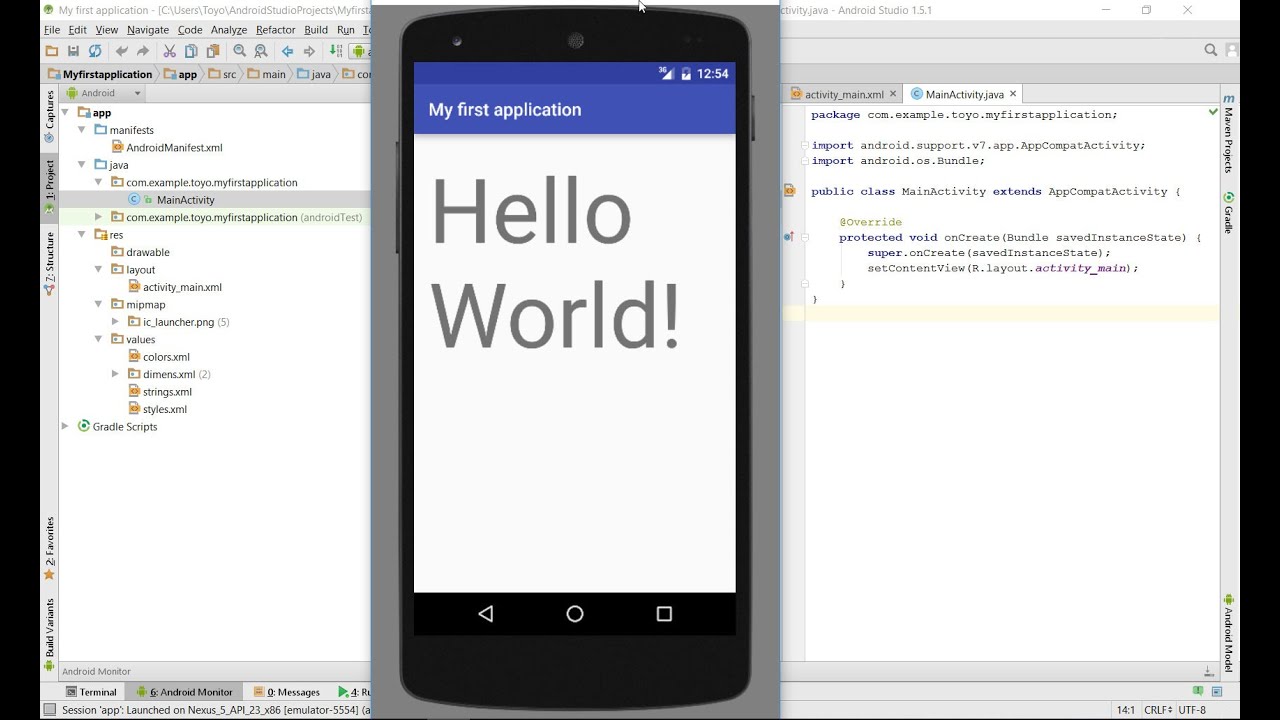 My first application - [C:\Users\Toyo\AndroidStudioProjects\Myfirsta
ctivity.java - Android Studio 1.5.1
File Edit View Navigate Code Analyze Refactor Build Run
Myfirstapplication app src main java
Android
activity_main.xml MainActivity.java
1: Project
Captures
7: Structure
2: Favorites
Build Variants
app
manifests
AndroidManifest.xml
java
com.example.toyo.myfirstapplication
MainActivity
com.example.toyo.myfirstapplication (androidTest)
res
drawable
layout
activity_main.xml
mipmap
ic_launcher.png (5)
values
colors.xml
dimens.xml (2)
strings.xml
styles.xml
Gradle Scripts
3G 12:54
My first application
Hello
World!
package com.example.toyo.myfirstapplication;
import android.support.v7.app.AppCompatActivity;
import android.os.Bundle;
public class MainActivity extends AppCompatActivity {
@Override
protected void onCreate(Bundle savedInstanceState) {
super.onCreate(savedInstanceState);
setContentView(R.layout.activity_main);
}
}
m Maven Projects
Gradle
Android Model
Android Monitor
Terminal 6: Android Monitor 0: Messages 4: Ru
Session 'app': Launched on Nexus_5_API_23_x86 [emulator-5554] (a
14:1 CRLF UTF-8